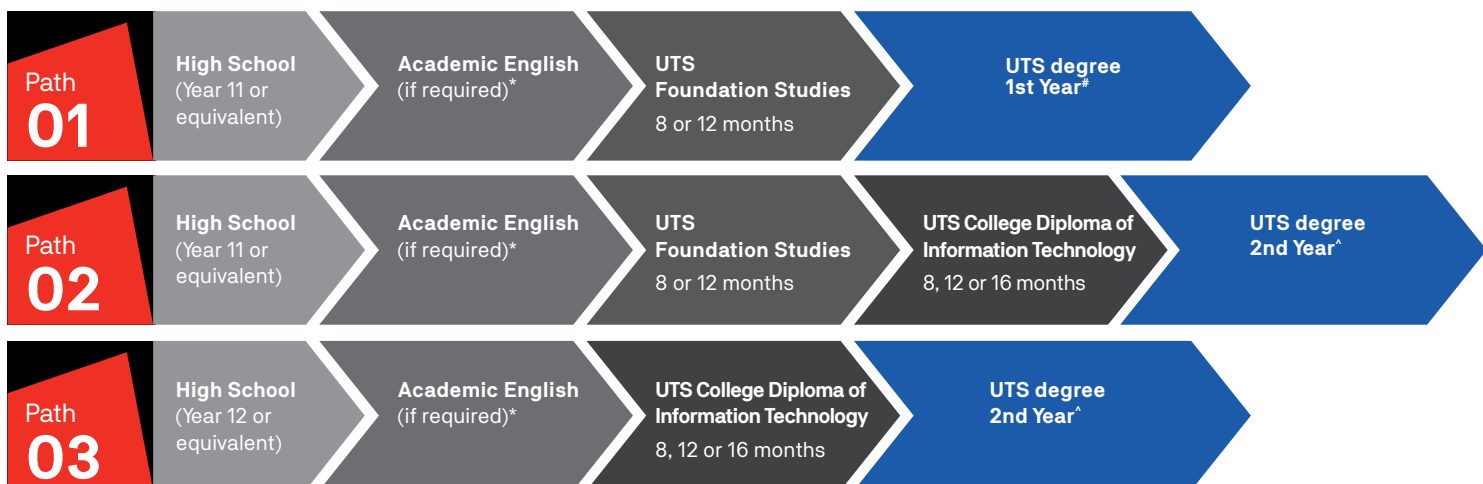 Path
01
High School
(Year 11 or
equivalent)
Academic English
(if required)*
UTS
Foundation Studies
8 or 12 months
UTS degree
1st Year#
Path
02
High School
(Year 11 or
equivalent)
Academic English
(if required)*
UTS
Foundation Studies
8 or 12 months
UTS College Diploma of
Information Technology
8, 12 or 16 months
UTS degree
2nd Year^
Path
03
High School
(Year 12 or
equivalent)
Academic English
(if required)*
UTS College Diploma of
Information Technology
8, 12 or 16 months
UTS degree
2nd Year^